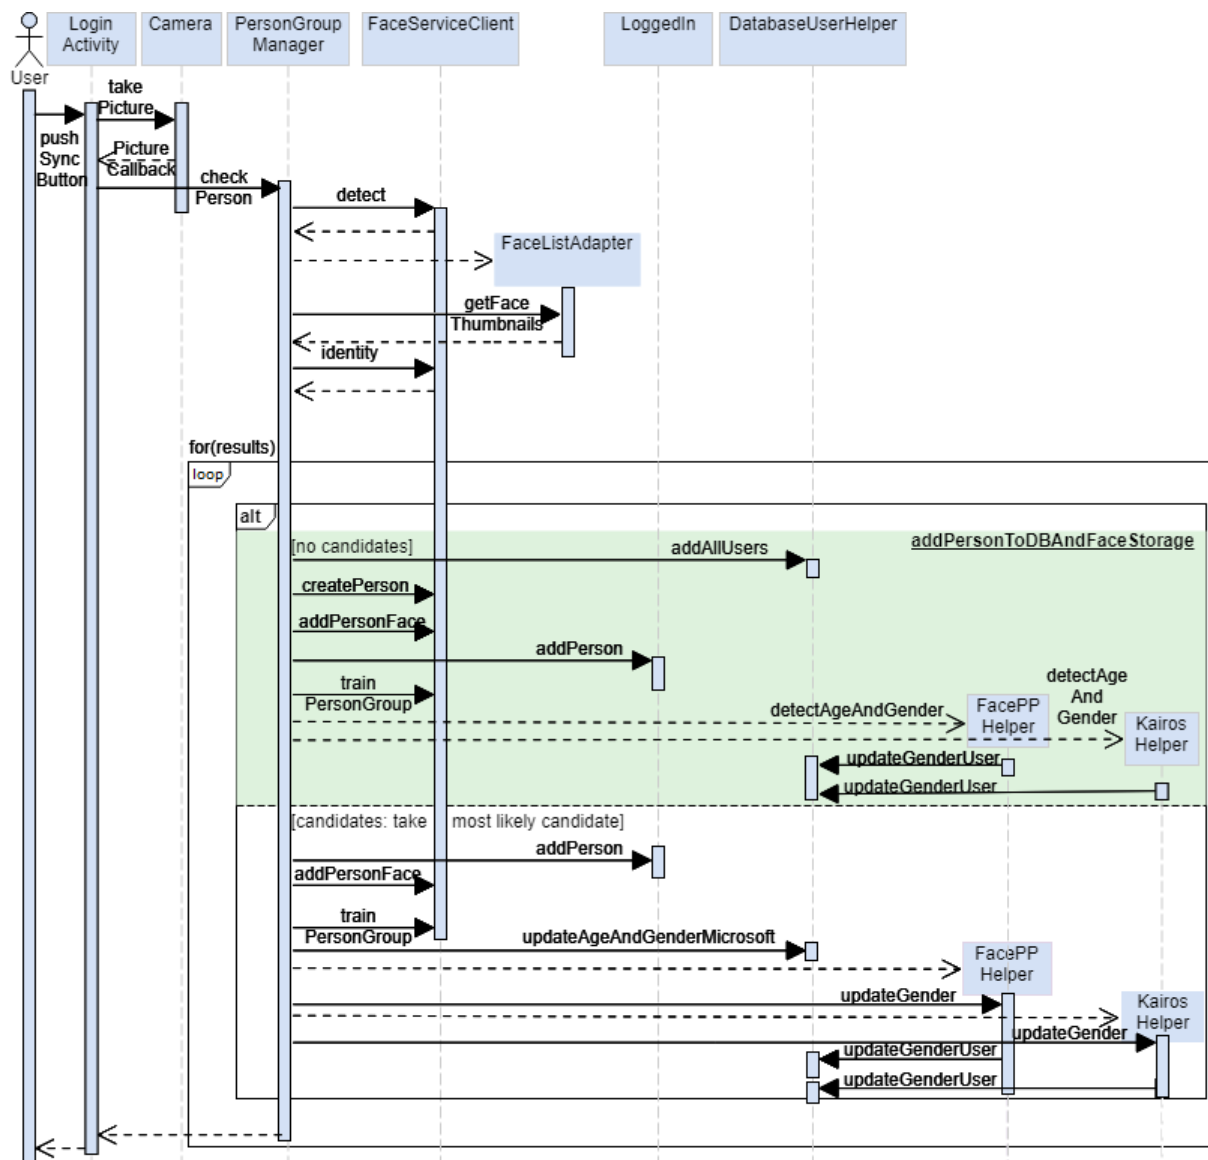 Login
Activity
Camera
PersonGroup
Manager
FaceServiceClient
LoggedIn
DatabaseUserHelper
User
take
Picture
push
Sync
Button
Picture
Callback
check
Person
detect
FaceListAdapter
getFace
Thumbnails
identity
for(results)
loop
alt
[no candidates]
addAllUsers
addPersonToDBAndFaceStorage
createPerson
addPersonFace
addPerson
train
PersonGroup
detectAge
And
Gender
detectAgeAndGender
FacePP
Helper
Kairos
Helper
updateGenderUser
updateGenderUser
[candidates: take most likely candidate]
addPerson
addPersonFace
train
PersonGroup
updateAgeAndGenderMicrosoft
FacePP
Helper
updateGender
Kairos
Helper
updateGender
updateGenderUser
updateGenderUser